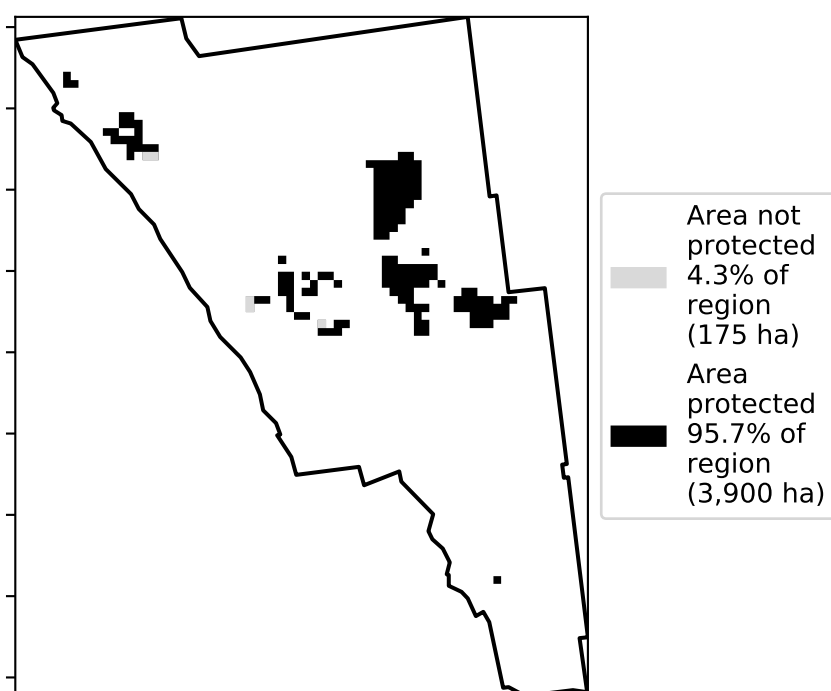 Area not
protected
4.3% of
region
(175 ha)
Area
protected
95.7% of
region
(3,900 ha)